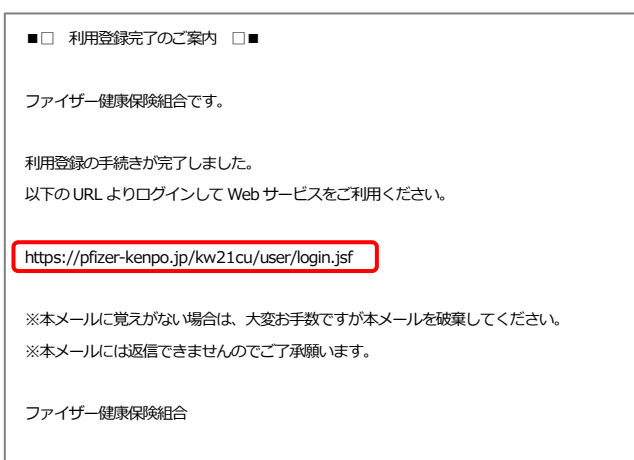 ■□ 利用登録完了のご案内 □■
ファイザー健康保険組合です。
利用登録の手続きが完了しました。
以下の URL よりログインして Web サービスをご利用ください。
https://pfizer-kenpo.jp/kw21cu/user/login.jsf
※本メールに覚えがない場合は、大変お手数ですが本メールを破棄してください。
※本メールには返信できませんのでご了承願います。
ファイザー健康保険組合